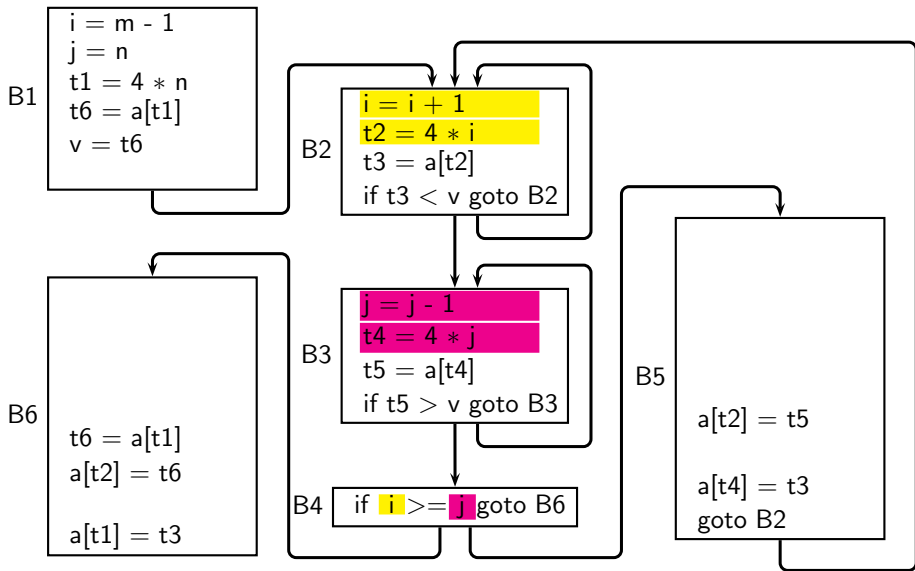 B1
i = m - 1
j = n
t1 = 4 * n
t6 = a[t1]
v = t6
B2
i = i + 1
t2 = 4 * i
t3 = a[t2]
if t3 < v goto B2
B3
j = j - 1
t4 = 4 * j
t5 = a[t4]
if t5 > v goto B3
B4
if i >= j goto B6
B5
a[t2] = t5
a[t4] = t3
goto B2
B6
t6 = a[t1]
a[t2] = t6
a[t1] = t3